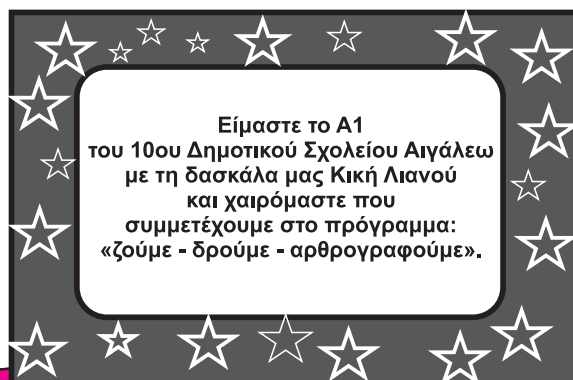 Είμαστε το Α1
του 10ου Δημοτικού Σχολείου Αιγάλεω
με τη δασκάλα μας Κική Λιανού
και χαιρόμαστε που
συμμετέχουμε στο πρόγραμμα:
«ζούμε - δρούμε - αρθρογραφούμε».